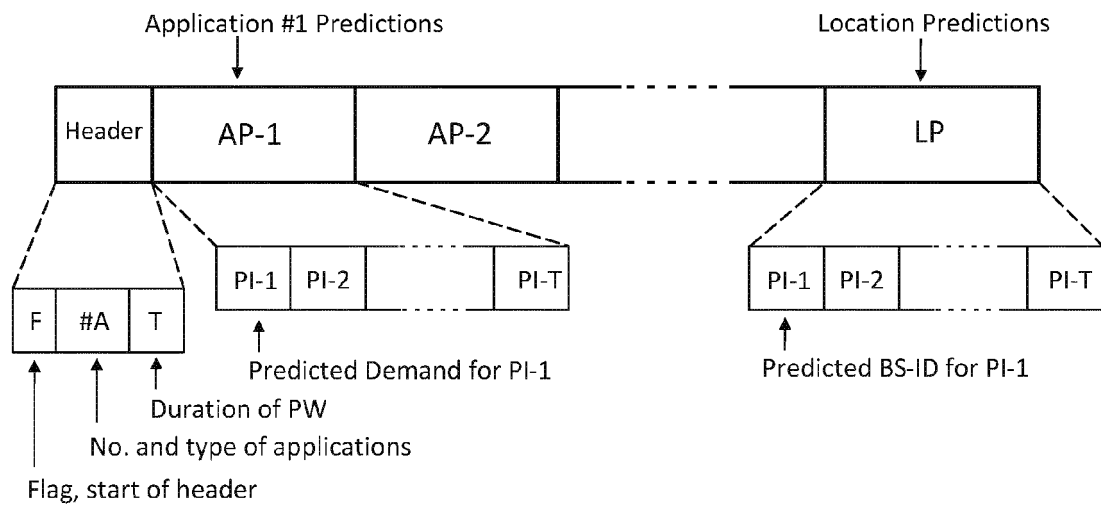 Application #1 Predictions
Location Predictions
Header
AP-1
AP-2
LP
PI-1
PI-2
PI-T
PI-1
PI-2
PI-T
F
#A
T
Predicted Demand for PI-1
Predicted BS-ID for PI-1
Duration of PW
No. and type of applications
Flag, start of header